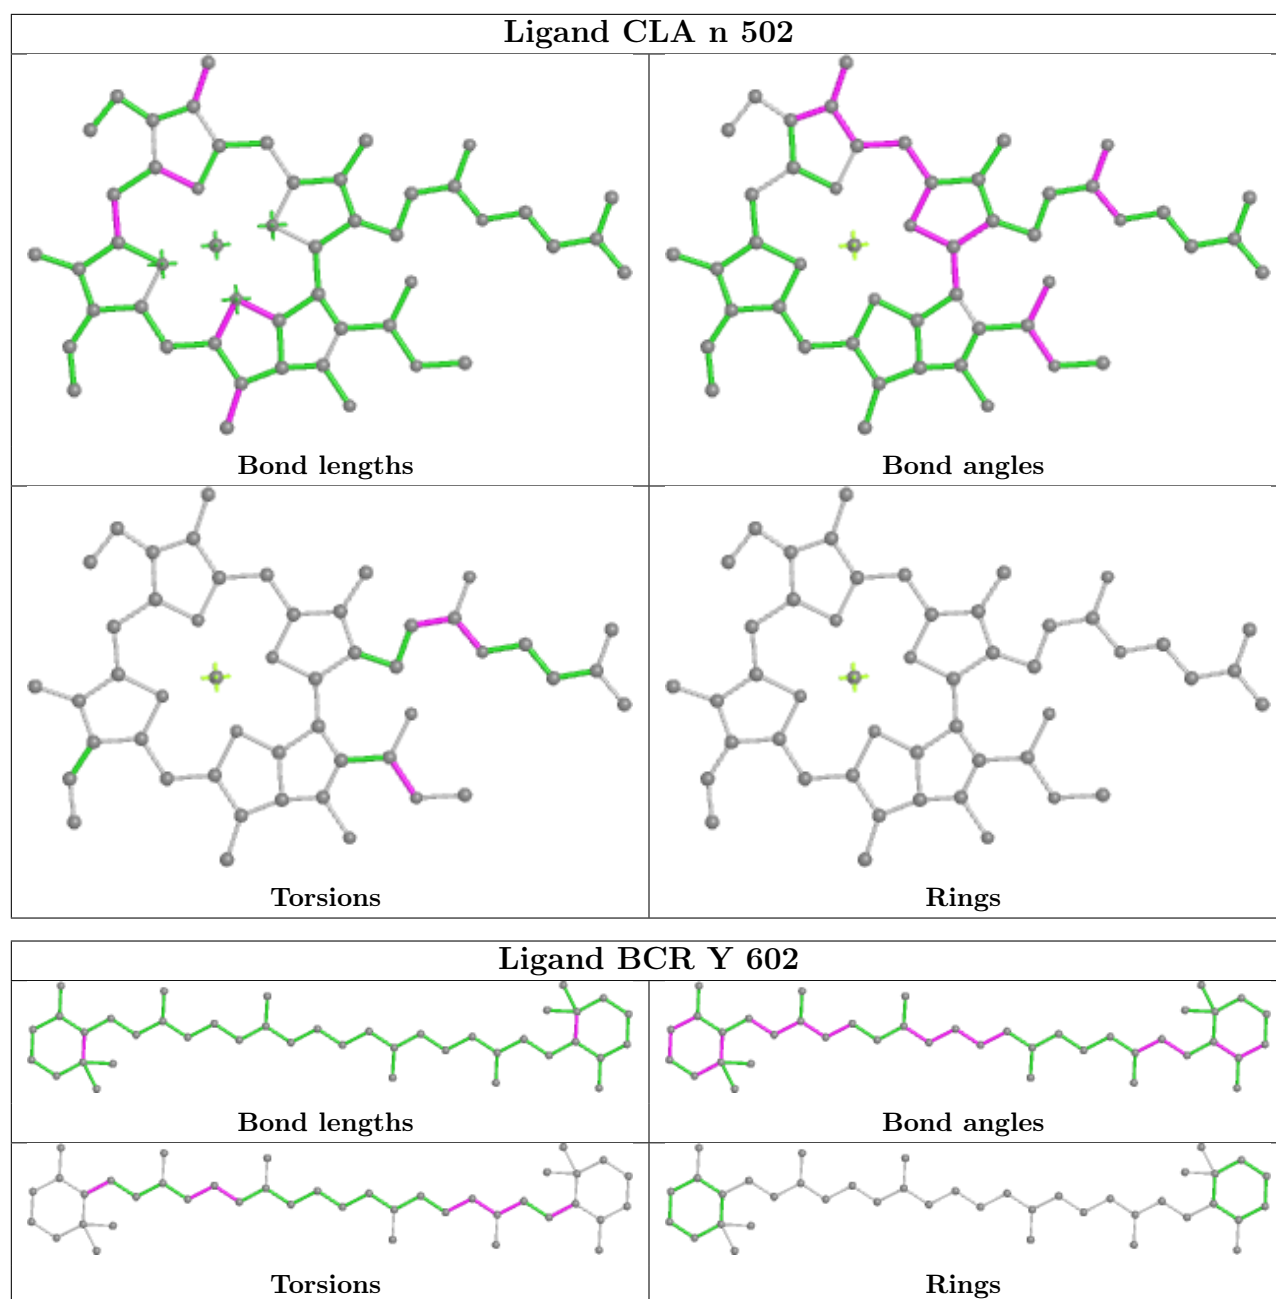 Ligand CLA n 502
Bond lengths
Bond angles
Torsions
Rings
Ligand BCR Y 602
Bond lengths
Bond angles
Torsions
Rings